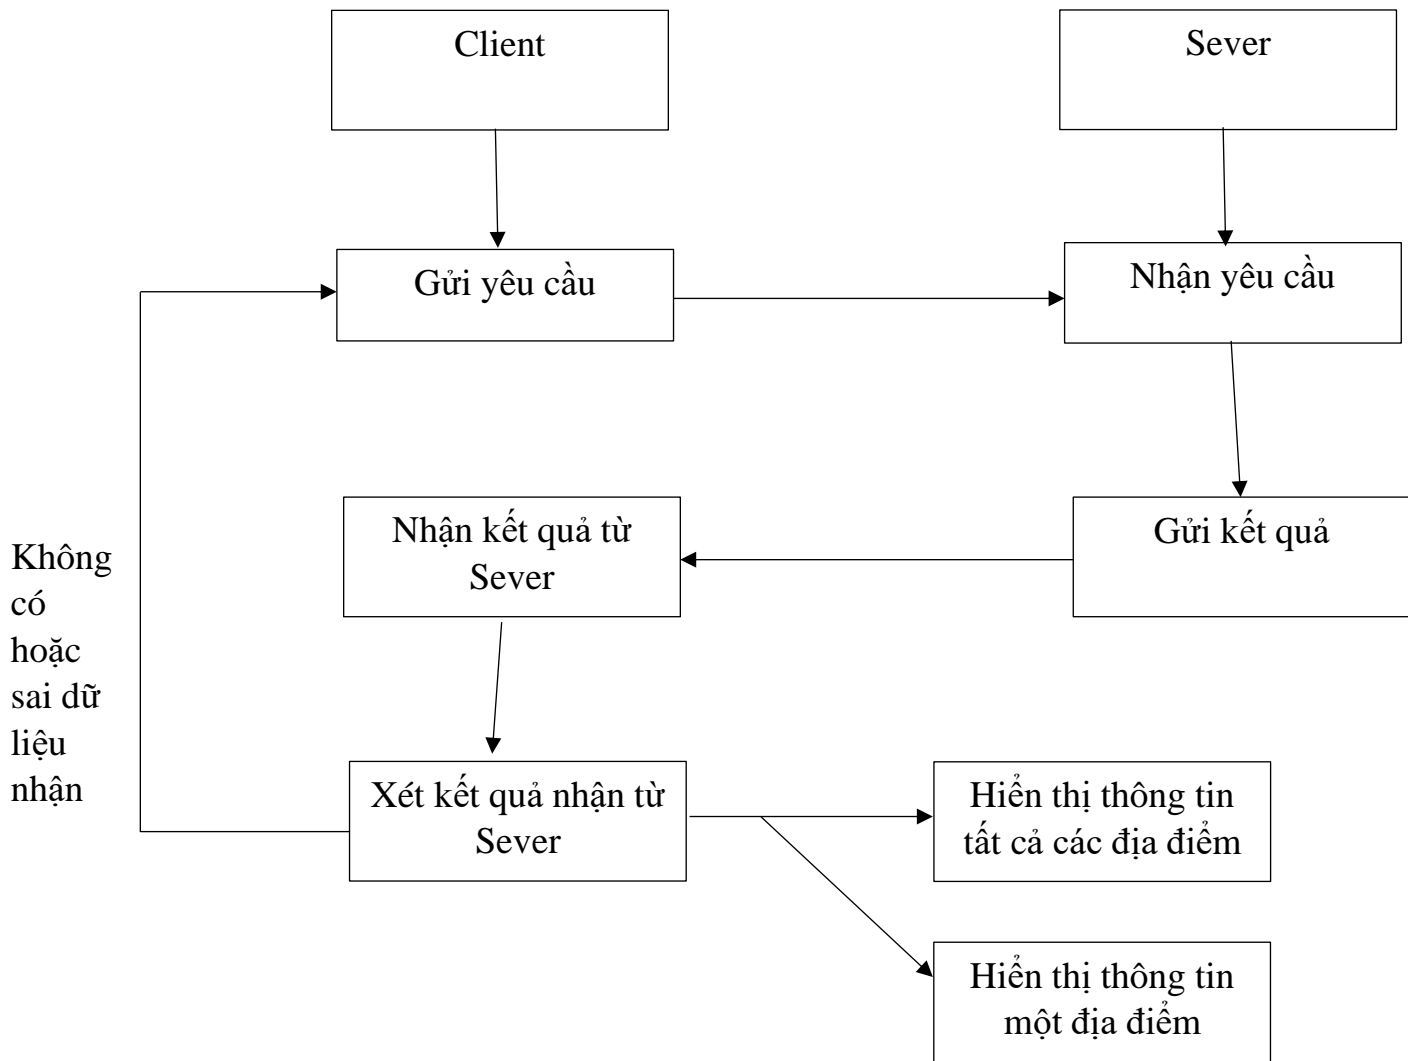 Client
Sever
Gửi yêu cầu
Nhận yêu cầu
Nhận kết quả từ
Sever
Gửi kết quả
Không
có
hoặc
sai dữ
liệu
nhận
Xét kết quả nhận từ
Sever
Hiển thị thông tin
tất cả các địa điểm
Hiển thị thông tin
một địa điểm